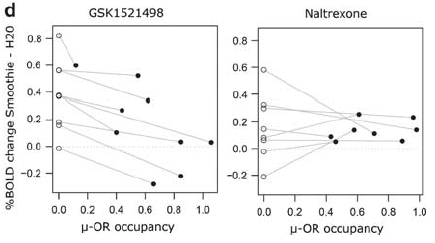 d
GSK1521498
Naltrexone
%BOLD change Smoothie - H20
0.8
0.6
0.4
0.2
0.0
−0.2
0.0 0.2 0.4 0.6 0.8 1.0
μ-OR occupancy
0.8
0.6
0.4
0.2
0.0
−0.2
0.0 0.2 0.4 0.6 0.8 1.0
μ-OR occupancy